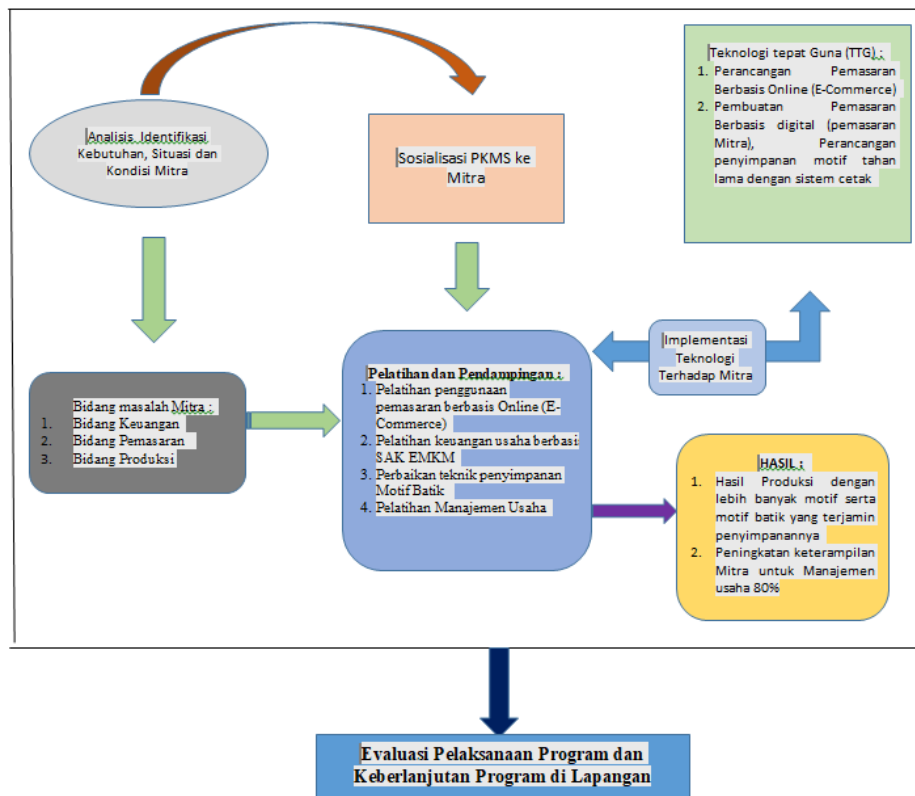 Analisis Identifikasi
Kebutuhan, Situasi dan
Kondisi Mitra
Sosialisasi PKMS ke
Mitra
Teknologi tepat Guna (TTG) :
1. Perancangan Pemasaran
Berbasis Online (E-Commerce)
2. Pembuatan Pemasaran
Berbasis digital (pemasaran
Mitra), Perancangan
penyimpanan motif tahan
lama dengan sistem cetak
Bidang masalah Mitra :
1. Bidang Keuangan
2. Bidang Pemasaran
3. Bidang Produksi
Pelatihan dan Pendampingan :
1. Pelatihan penggunaan
pemasaran berbasis Online (E-
Commerce)
2. Pelatihan keuangan usaha berbasis
SAK EMKM
3. Perbaikan teknik penyimpanan
Motif Batik
4. Pelatihan Manajemen Usaha
Implementasi
Teknologi
Terhadap Mitra
HASIL :
1. Hasil Produksi dengan
lebih banyak motif serta
motif batik yang terjamin
penyimpanannya
2. Peningkatan keterampilan
Mitra untuk Manajemen
usaha 80%
Evaluasi Pelaksanaan Program dan
Keberlanjutan Program di Lapangan